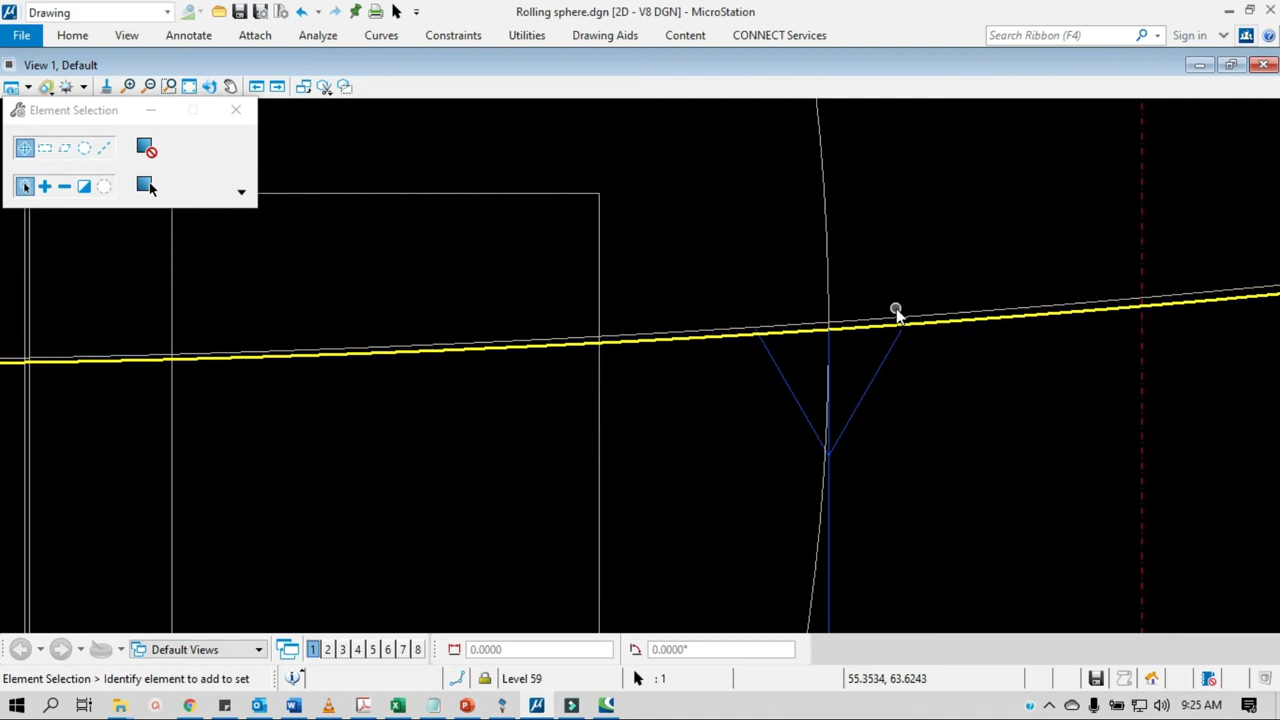 Drawing
Rolling sphere.dgn [2D - V8 DGN] - MicroStation
File Home View Annotate Attach Analyze Curves Constraints Utilities Drawing Aids Content CONNECT Services Search Ribbon (F4) Sign in
View 1, Default
Element Selection
Default Views 1 2 3 4 5 6 7 8 0.0000 0.0000°
Element Selection > Identify element to add to set Level 59 : 1 55.3534, 63.6243
9:25 AM